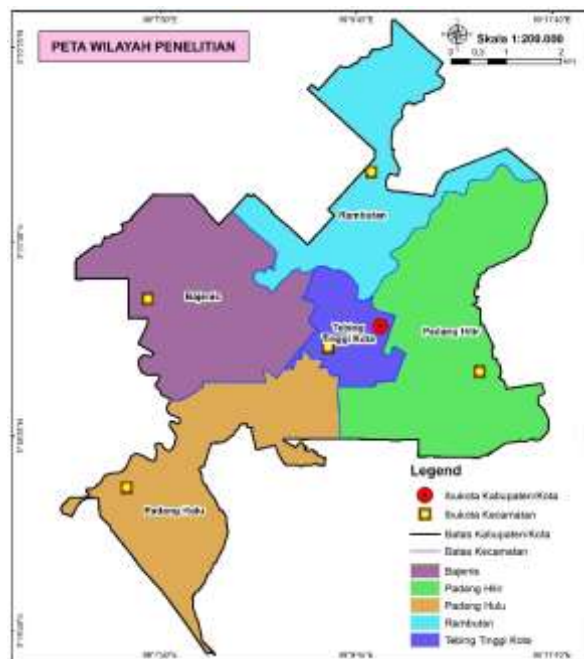 PETA WILAYAH PENELITIAN
Skala 1:200.000
Rambutan
Bajenis
Tebing
Tinggi Kota
Padang Hilir
Padang Hulu
Legend
Ibukota Kabupaten/Kota
Ibukota Kecamatan
Batas Kabupaten/Kota
Batas Kecamatan
Bajenis
Padang Hilir
Padang Hulu
Rambutan
Tebing Tinggi Kota